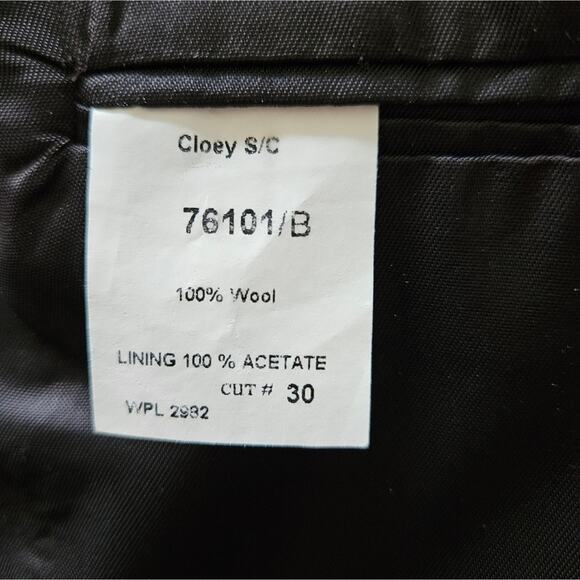 Cloey S/C
76101/B
100% Wool
LINING 100 % ACETATE
CUT # 30
WPL 2982